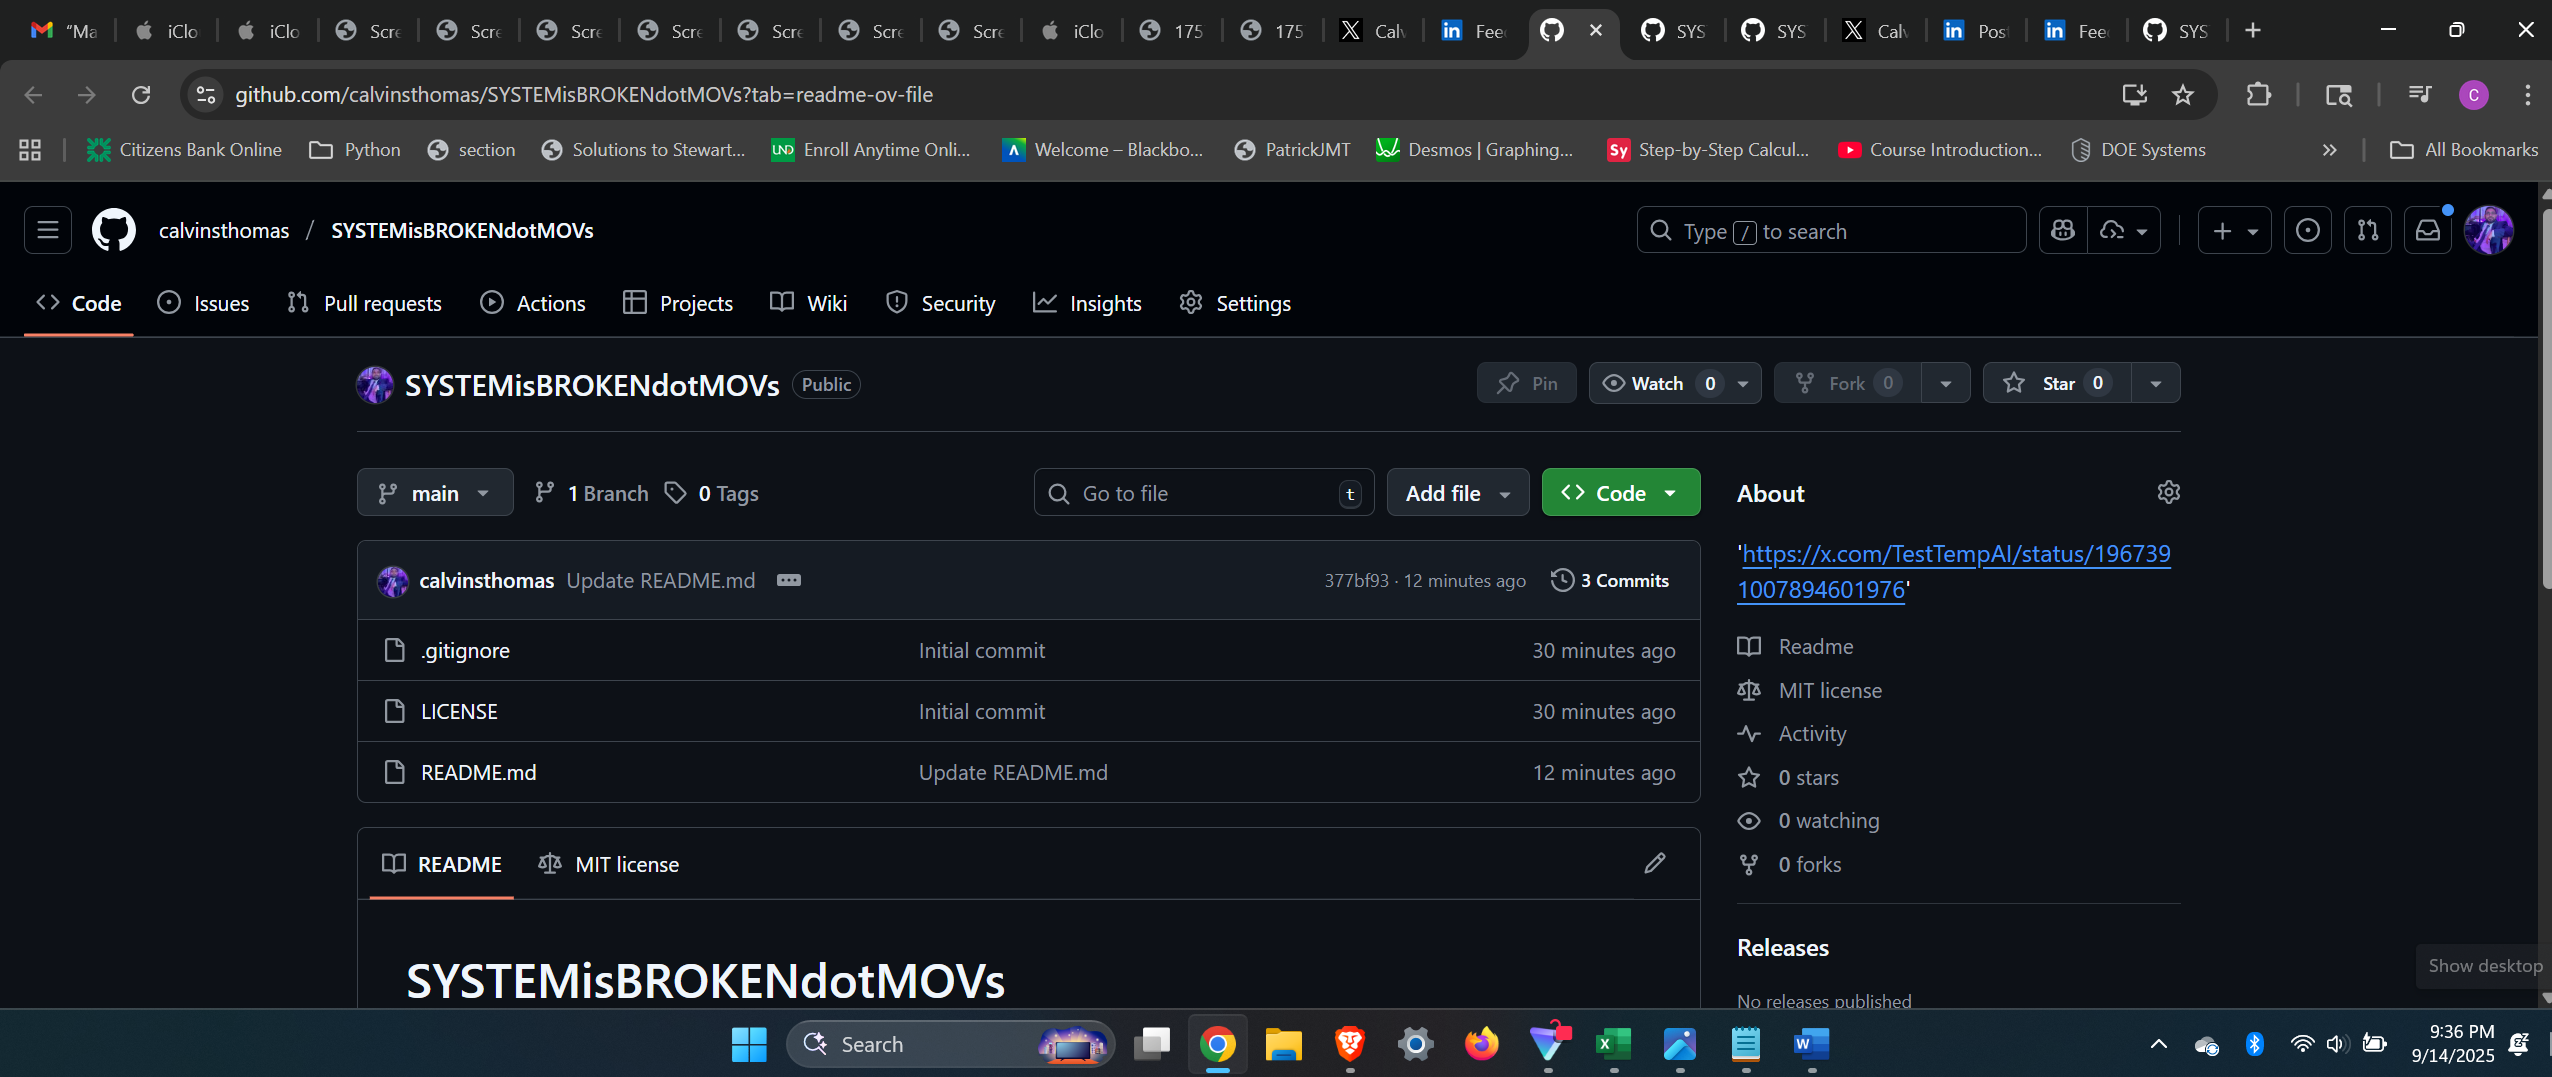 "Ma
iClo
iClo
Scre
Scre
Scre
Scre
Scre
Scre
Scre
iClo
175
175
Calv
Feed
SYS
SYS
Calv
Post
Feed
SYS
github.com/calvinsthomas/SYSTEMisBROKENdotMOVs?tab=readme-ov-file
C
Citizens Bank Online
Python
section
Solutions to Stewart...
UND
Enroll Anytime Onli...
Welcome – Blackbo...
PatrickJMT
Desmos | Graphing...
Sy
Step-by-Step Calcul...
Course Introduction...
DOE Systems
All Bookmarks
calvinsthomas / SYSTEMisBROKENdotMOVs
Type / to search
Code
Issues
Pull requests
Actions
Projects
Wiki
Security
Insights
Settings
SYSTEMisBROKENdotMOVs Public
Pin
Watch 0
Fork 0
Star 0
main
1 Branch
0 Tags
Go to file t
Add file
Code
About
'https://x.com/TestTempAI/status/196739
1007894601976'
calvinsthomas Update README.md
377bf93 · 12 minutes ago
3 Commits
.gitignore Initial commit 30 minutes ago
LICENSE Initial commit 30 minutes ago
README.md Update README.md 12 minutes ago
Readme
MIT license
Activity
0 stars
0 watching
0 forks
README
MIT license
SYSTEMisBROKENdotMOVs
Releases
No releases published
Show desktop
Search
9:36 PM
9/14/2025